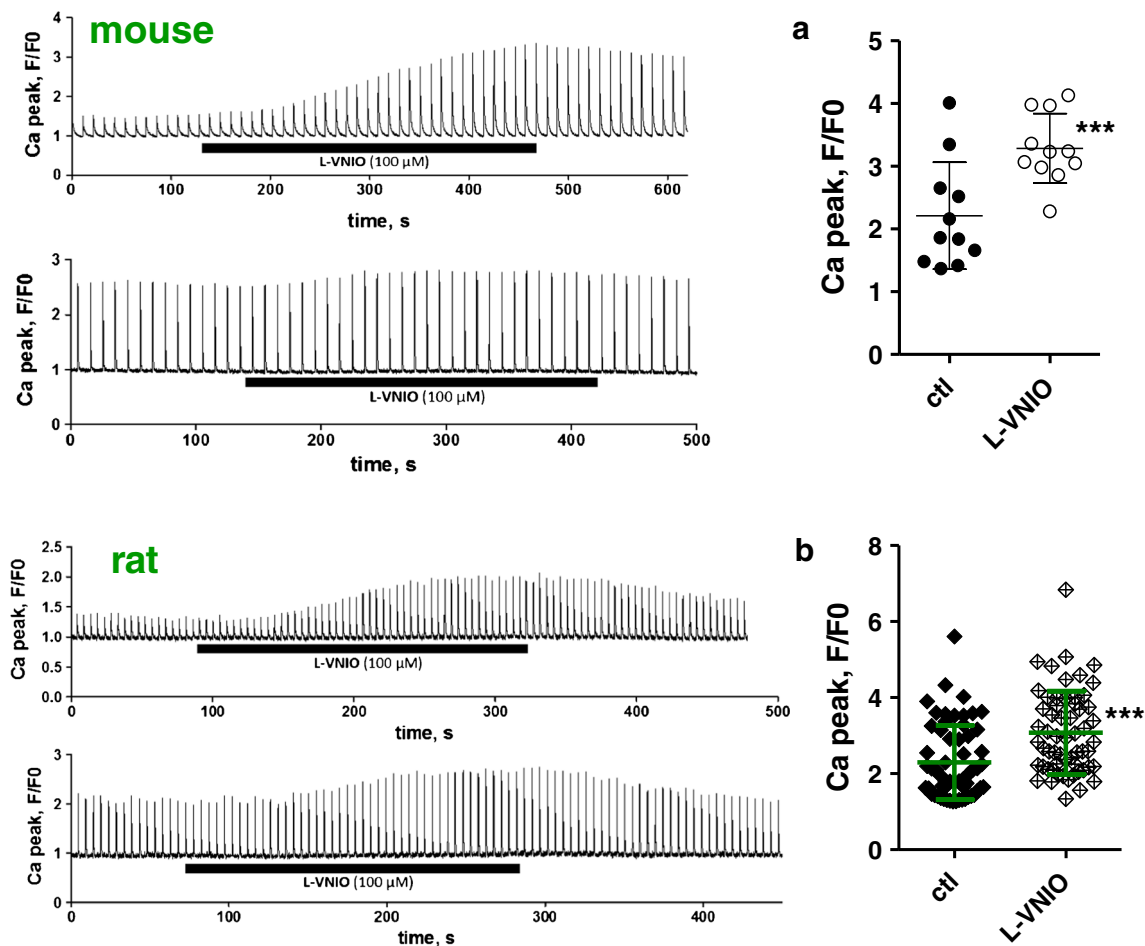 mouse
Ca peak, F/F0
4
3
2
1
0
L-VNIO (100 µM)
0 100 200 300 400 500 600
time, s
Ca peak, F/F0
3
2
1
0
L-VNIO (100 µM)
0 100 200 300 400 500
time, s
a
Ca peak, F/F0
5
4
3
2
1
0
***
ctl L-VNIO
rat
Ca peak, F/F0
2.5
2.0
1.5
1.0
0.5
0.0
L-VNIO (100 µM)
0 100 200 300 400 500
time, s
Ca peak, F/F0
3
2
1
0
L-VNIO (100 µM)
0 100 200 300 400
time, s
b
Ca peak, F/F0
8
6
4
2
0
***
ctl L-VNIO